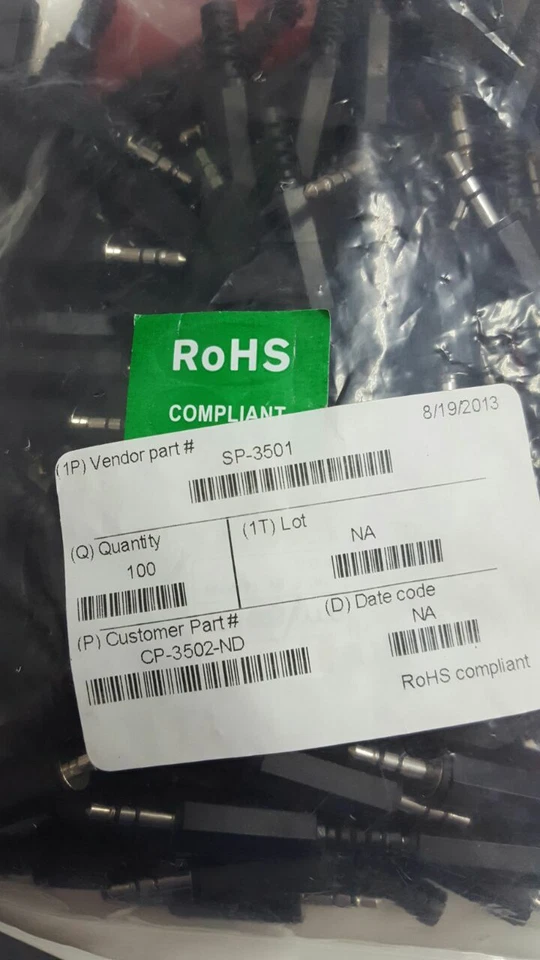 RoHS
COMPLIANT
8/19/2013
(1P) Vendor part #
SP-3501
(Q) Quantity
100
(1T) Lot
NA
(P) Customer Part#
CP-3502-ND
(D) Date code
NA
RoHS compliant